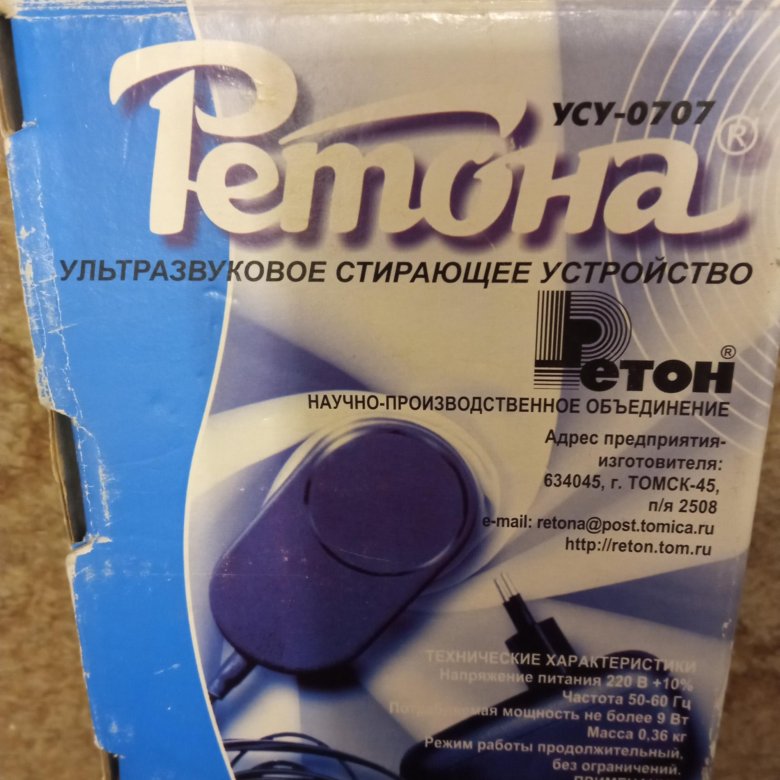 Ретона®
УСУ-0707
УЛЬТРАЗВУКОВОЕ СТИРАЮЩЕЕ УСТРОЙСТВО
Ретон®
НАУЧНО-ПРОИЗВОДСТВЕННОЕ ОБЪЕДИНЕНИЕ
Адрес предприятия-
изготовителя:
634045, г. ТОМСК-45,
п/я 2508
e-mail: retona@post.tomica.ru
http://reton.tom.ru
ТЕХНИЧЕСКИЕ ХАРАКТЕРИСТИКИ
Напряжение питания 220 В +10%
Частота 50-60 Гц
Потребляемая мощность не более 9 Вт
Масса 0,36 кг
Режим работы продолжительный,
без ограничений.